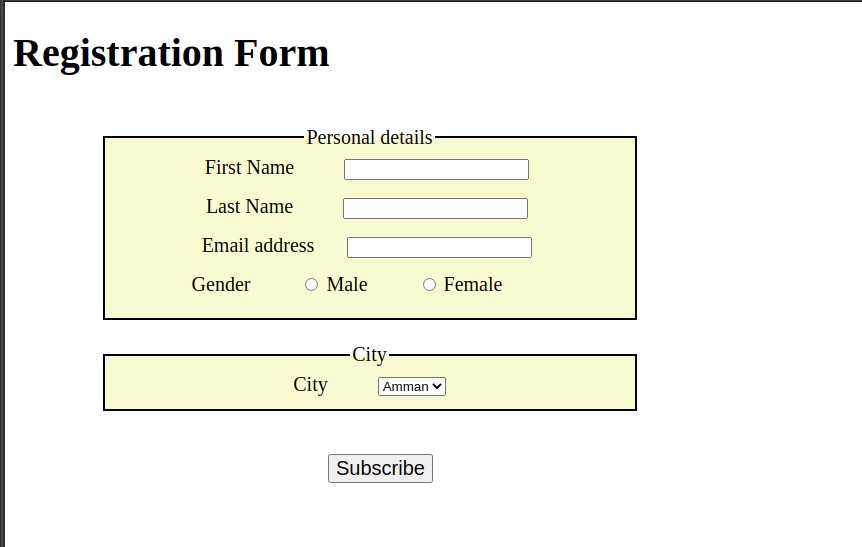 Registration Form
Personal details
First Name
Last Name
Email address
Gender Male Female
City
City Amman
Subscribe